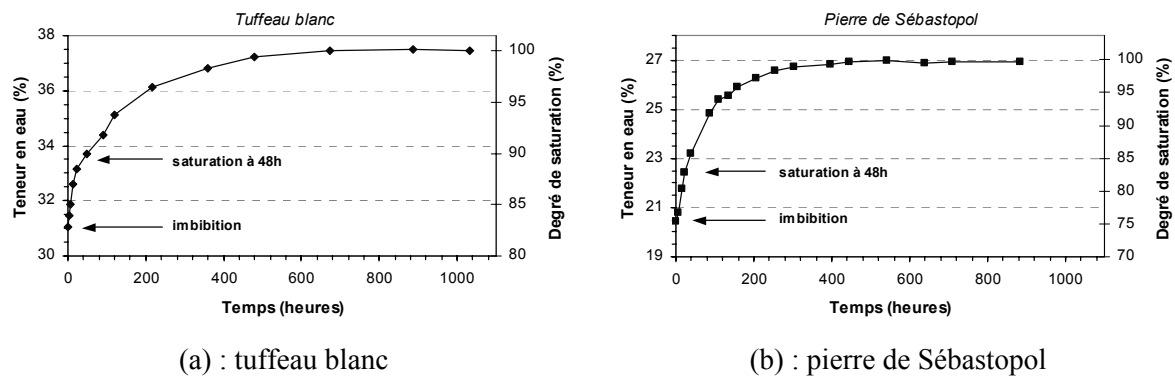 Tuffeau blanc
Teneur en eau (%)
38
36
34
32
30
100
95
90
85
80
Degré de saturation (%)
saturation à 48h
imbibition
0 200 400 600 800 1000
Temps (heures)
(a) : tuffeau blanc
Pierre de Sébastopol
Teneur en eau (%)
27
25
23
21
19
100
95
90
85
80
75
70
Degré de saturation (%)
saturation à 48h
imbibition
0 200 400 600 800 1000
Temps (heures)
(b) : pierre de Sébastopol